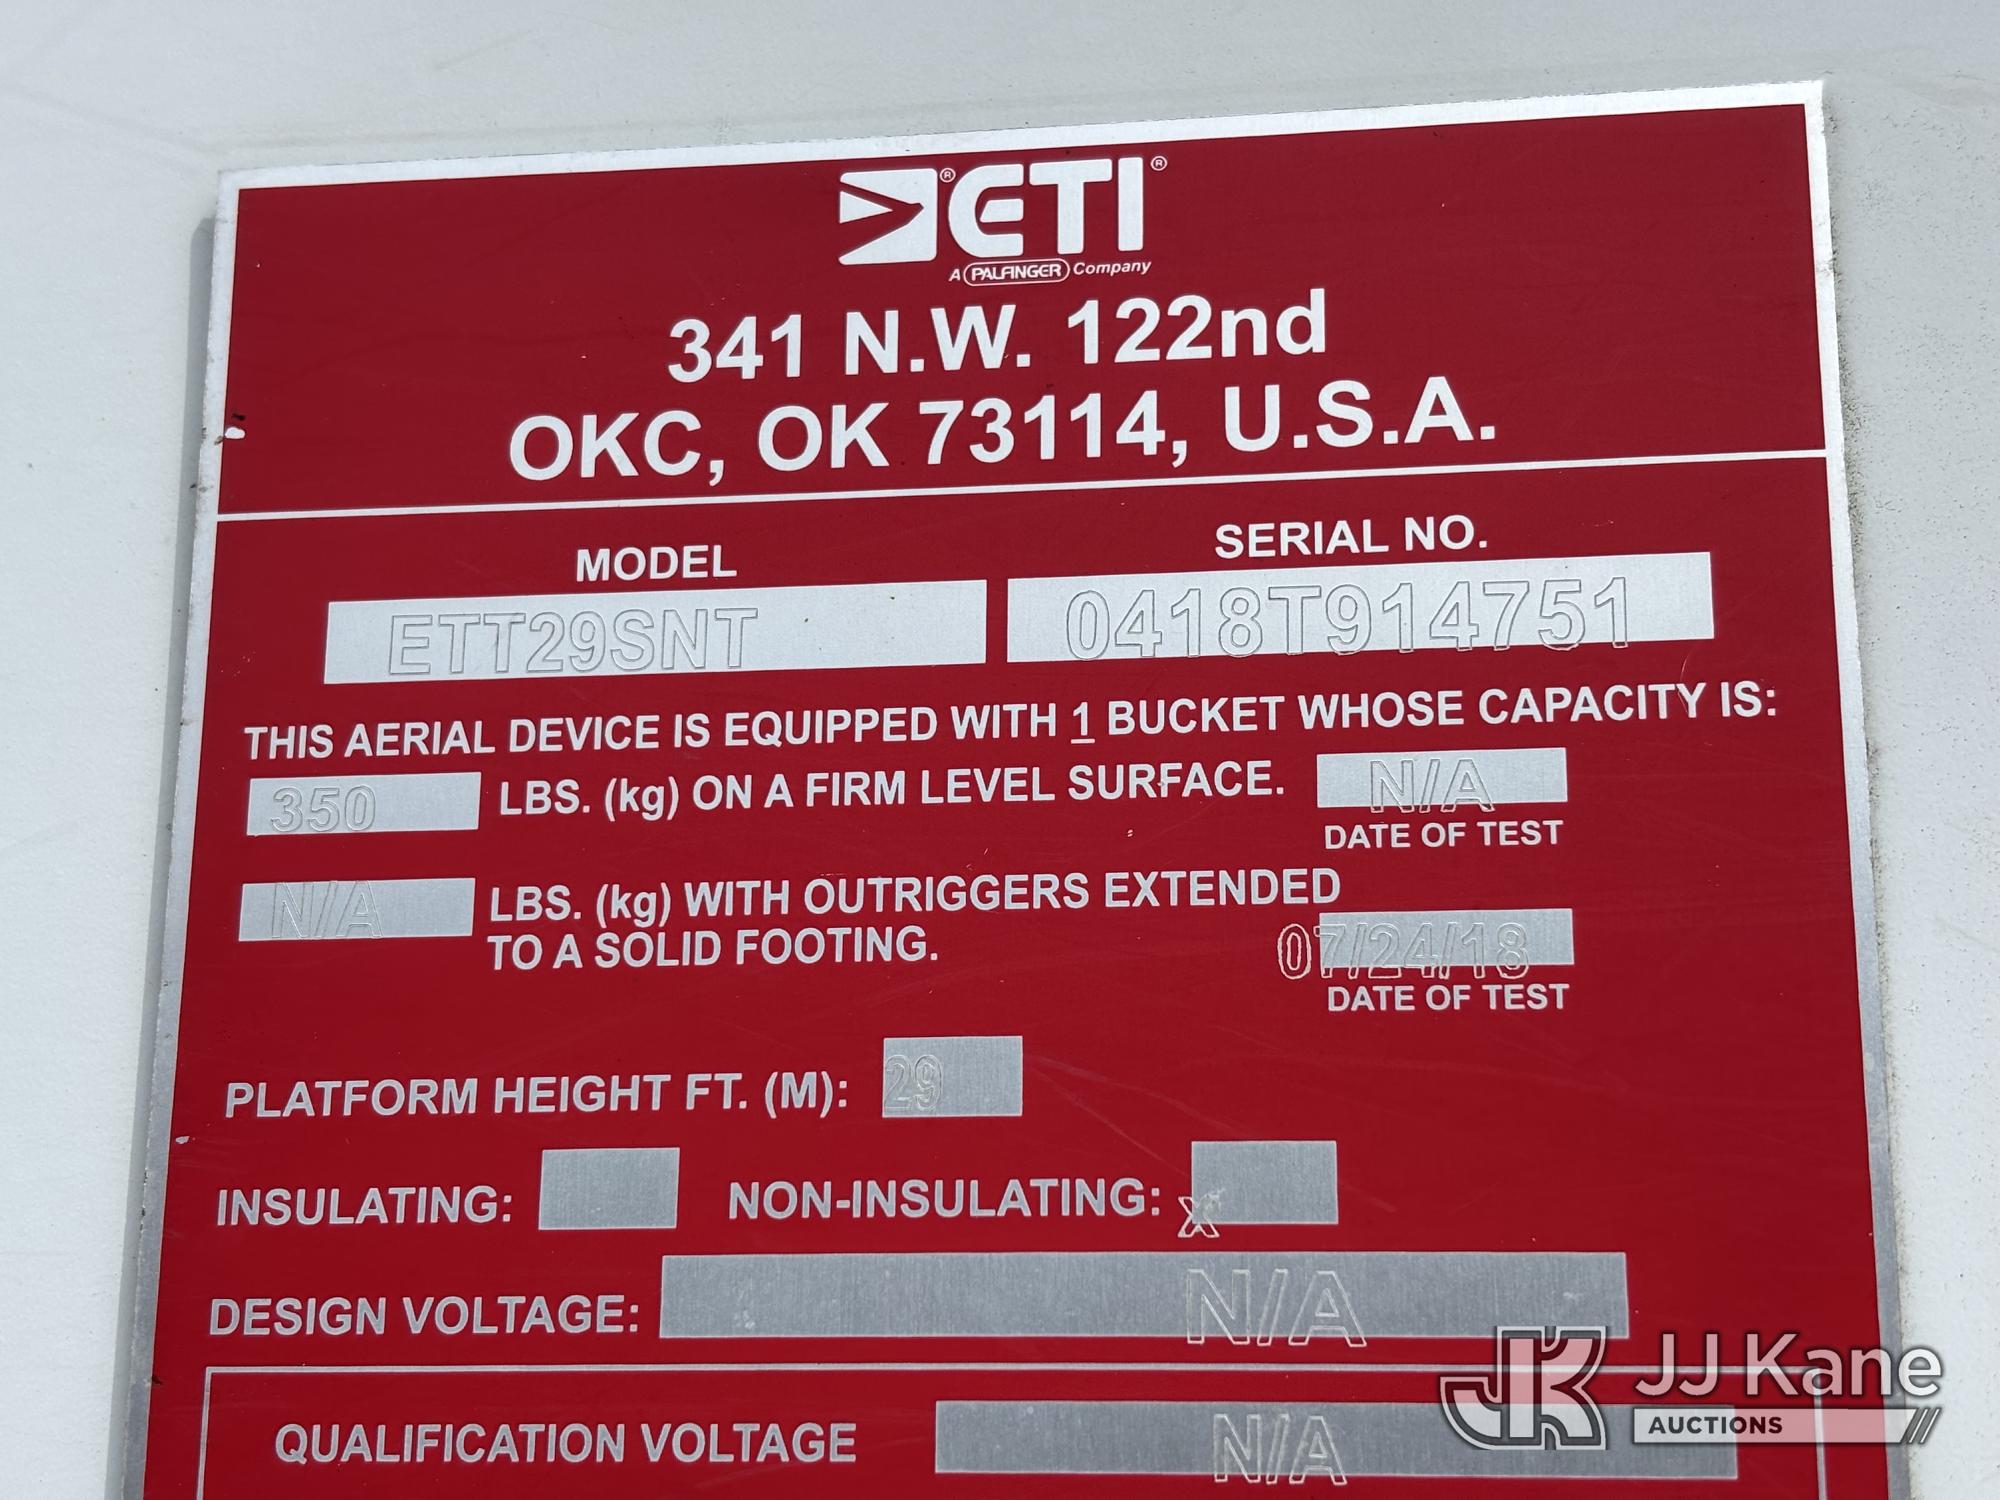 ETI
A PALFINGER Company
341 N.W. 122nd
OKC, OK 73114, U.S.A.
MODEL SERIAL NO.
ETT29SNT 0418T914751
THIS AERIAL DEVICE IS EQUIPPED WITH 1 BUCKET WHOSE CAPACITY IS:
350 LBS. (kg) ON A FIRM LEVEL SURFACE. N/A
DATE OF TEST
N/A LBS. (kg) WITH OUTRIGGERS EXTENDED
TO A SOLID FOOTING. 07/24/18
DATE OF TEST
PLATFORM HEIGHT FT. (M): 29
INSULATING: NON-INSULATING: X
DESIGN VOLTAGE: N/A
QUALIFICATION VOLTAGE N/A
JK JJ Kane
AUCTIONS